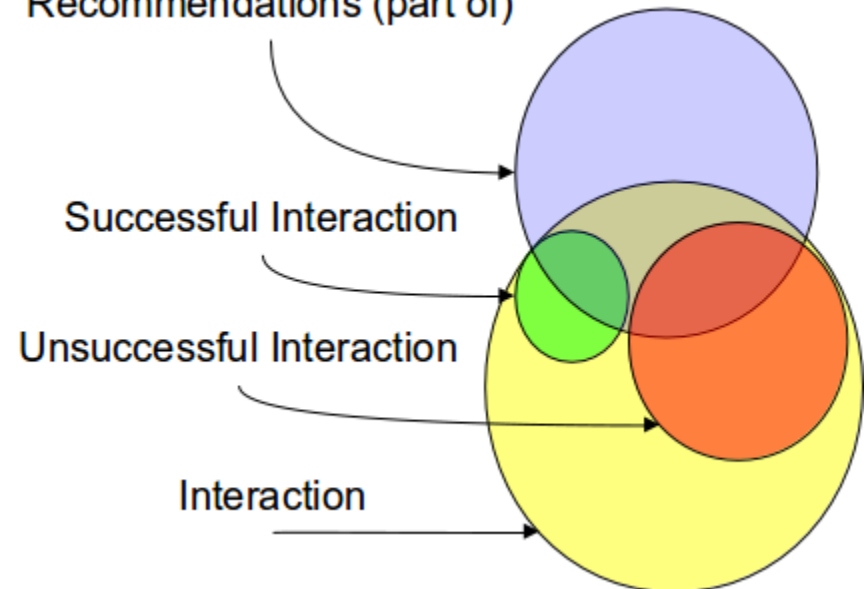 Recommendations (part of)
Successful Interaction
Unsuccessful Interaction
Interaction